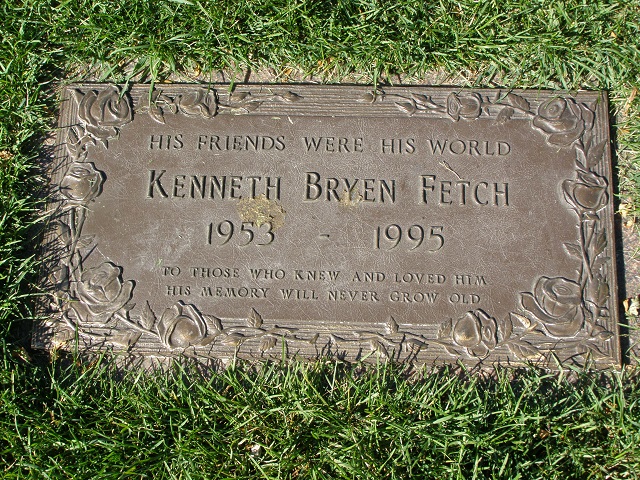 His Friends Were His World
Kenneth Bryen Fetch
1953 - 1995
To those who knew and loved him
His memory will never grow old